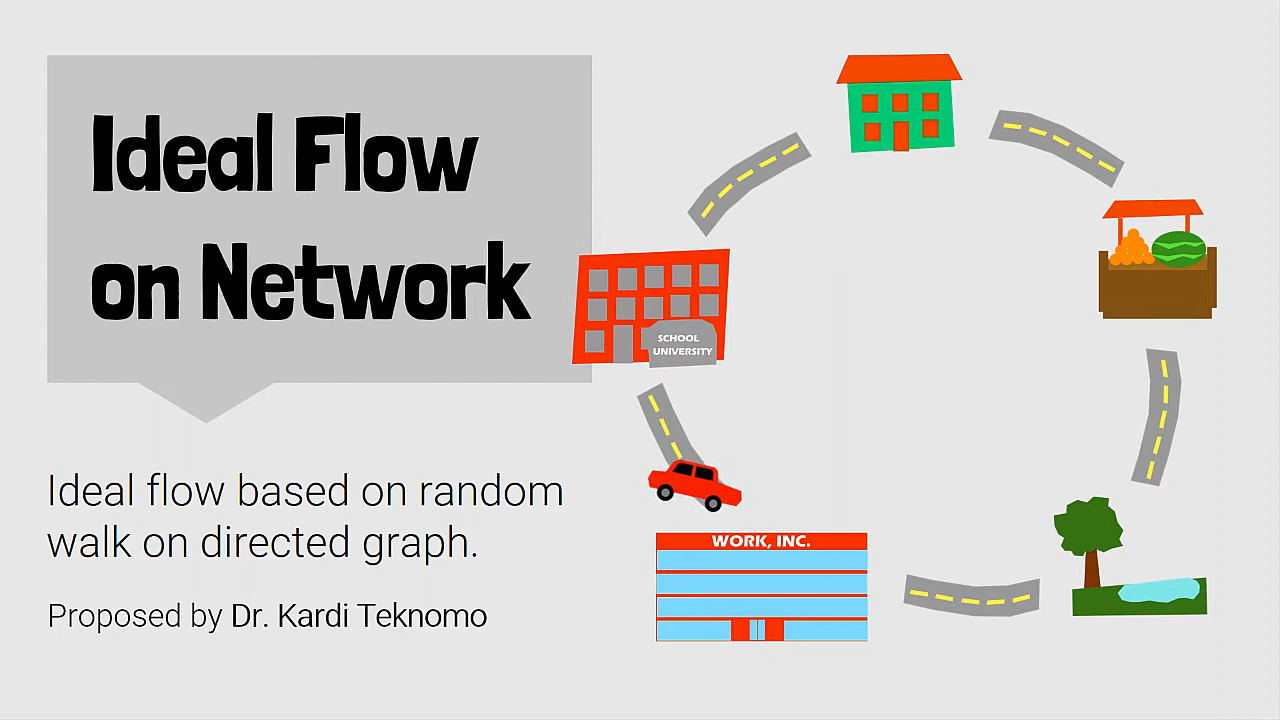 Ideal Flow
on Network
SCHOOL
UNIVERSITY
WORK, INC.
Ideal flow based on random
walk on directed graph.
Proposed by Dr. Kardi Teknomo